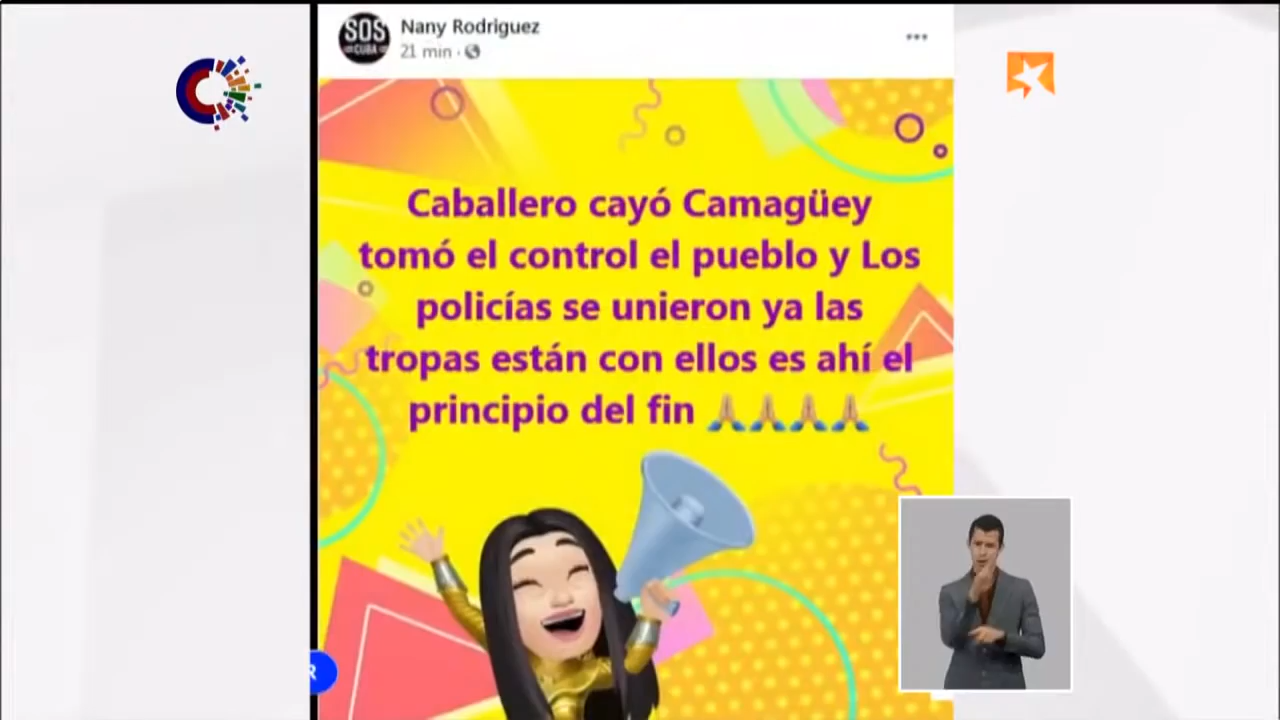 SOS
CUBA
Nany Rodriguez
21 min ·
Caballero cayó Camagüey
tomó el control el pueblo y Los
policías se unieron ya las
tropas están con ellos es ahí el
principio del fin 🙏🏼🙏🏼🙏🏼🙏🏼
R